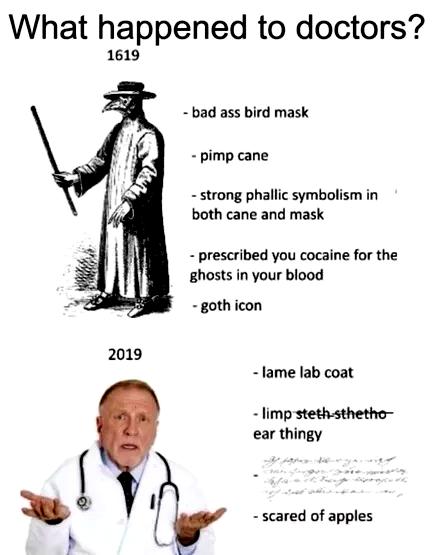 What happened to doctors?
1619
- bad ass bird mask
- pimp cane
- strong phallic symbolism in
both cane and mask
- prescribed you cocaine for the
ghosts in your blood
- goth icon
2019
- lame lab coat
- limp steth-sthetho-
ear thingy
-
- scared of apples